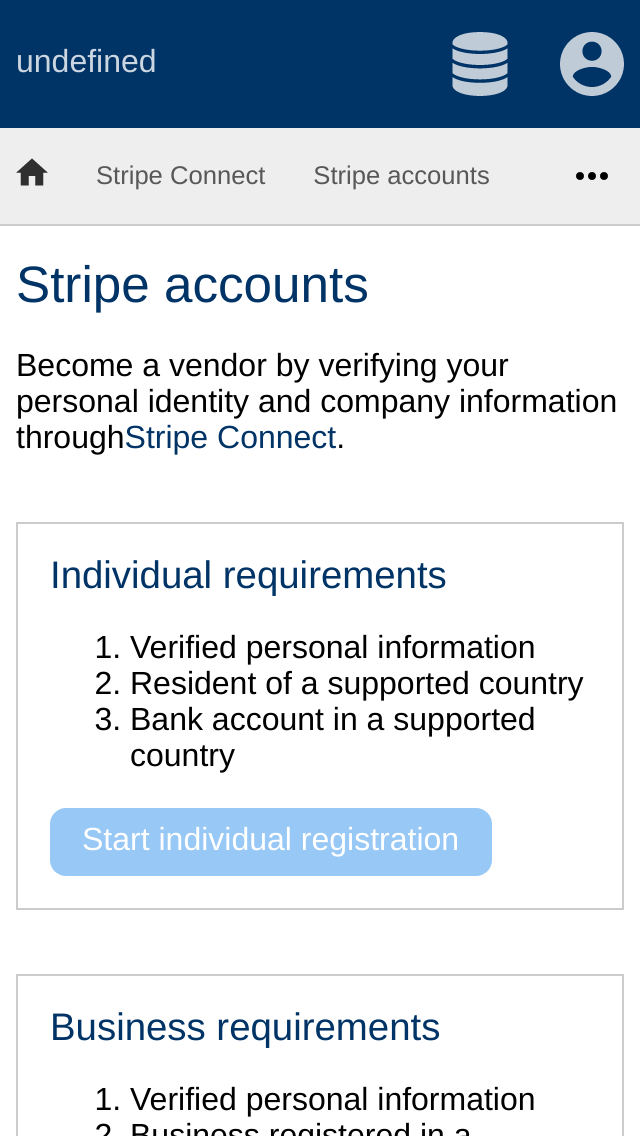 undefined
Stripe Connect Stripe accounts
Stripe accounts
Become a vendor by verifying your
personal identity and company information
throughStripe Connect.
Individual requirements
1. Verified personal information
2. Resident of a supported country
3. Bank account in a supported
country
Start individual registration
Business requirements
1. Verified personal information
2. Business registered in a